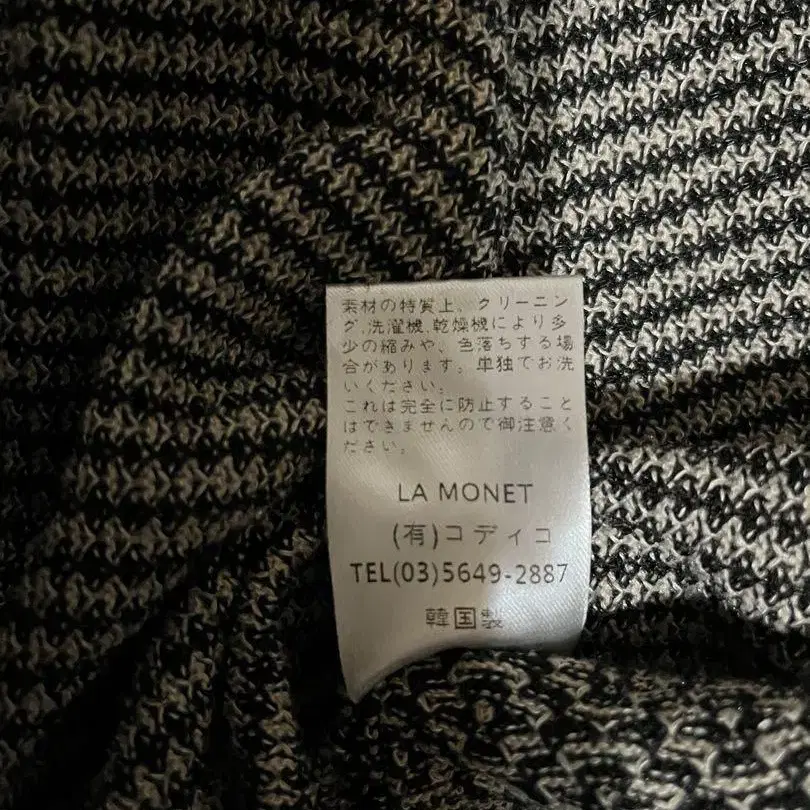 素材の特質上、クリーニン
グ,洗濯機,乾燥機により多
少の縮みや、色落ちする場
合があります。単独でお洗
いください。
これは完全に防止すること
はできませんので御注意く
ださい。
LA MONET
(有)コディコ
TEL(03)5649-2887
韓国製